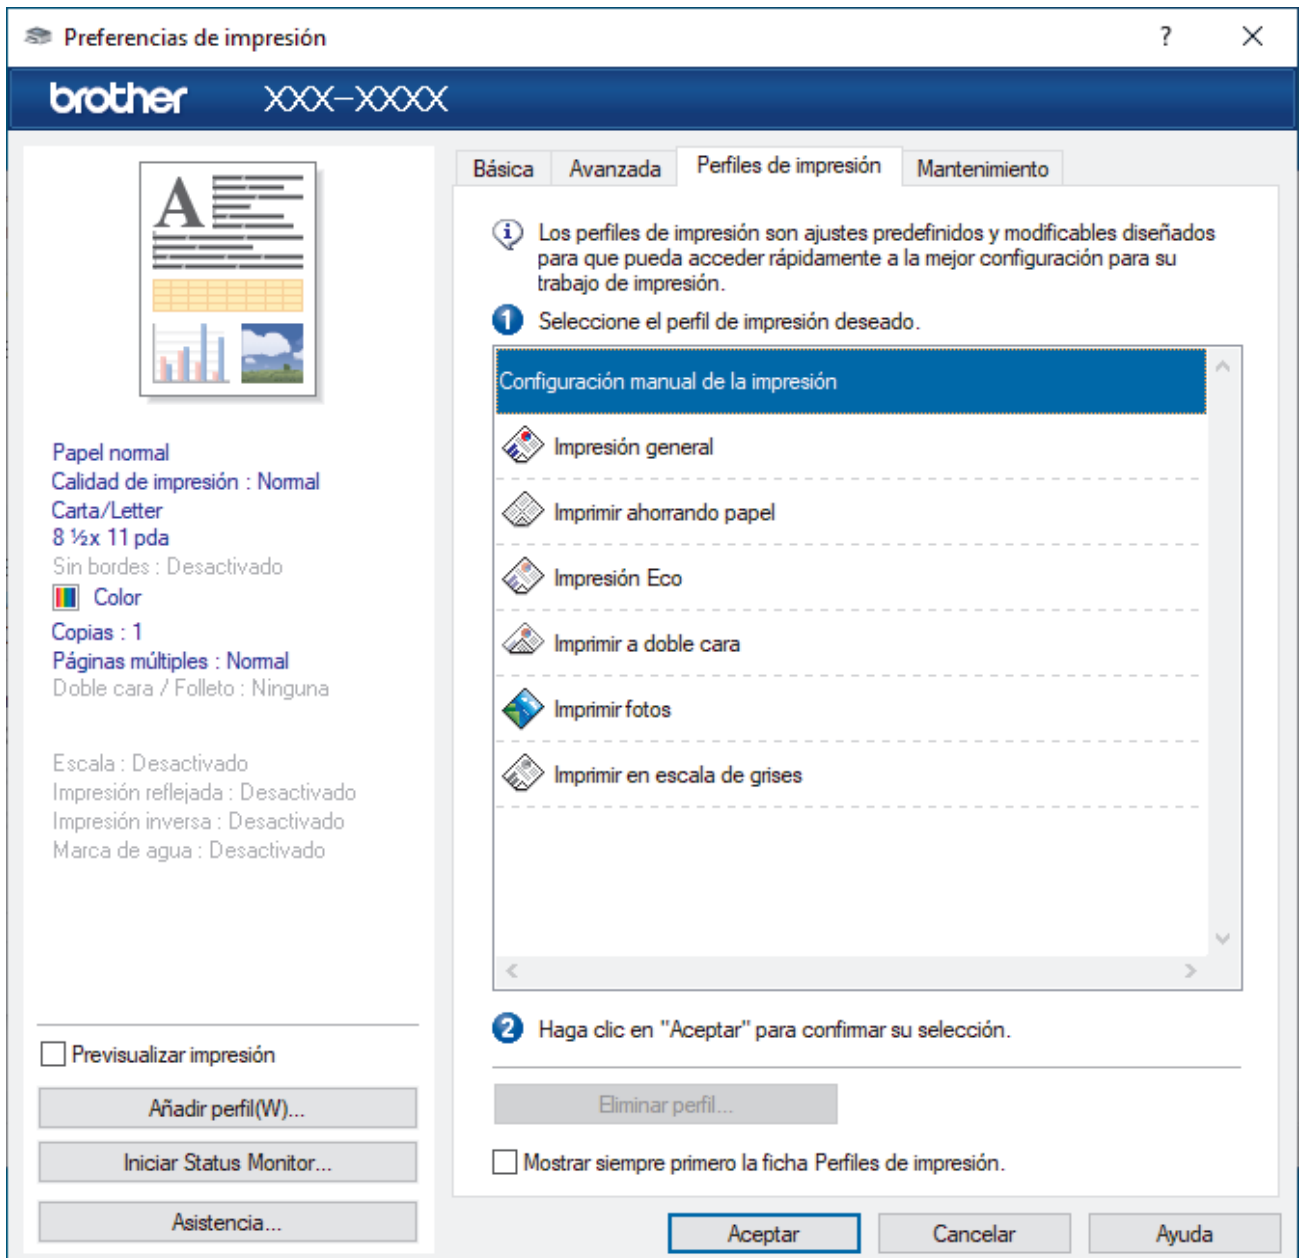 Preferencias de impresión
?
brother XXX-XXXX
Básica
Avanzada
Perfiles de impresión
Mantenimiento
A
Papel normal
Calidad de impresión : Normal
Carta/Letter
8 ½x 11 pda
Sin bordes : Desactivado
Color
Copias : 1
Páginas múltiples : Normal
Doble cara / Folleto : Ninguna
Escala : Desactivado
Impresión reflejada : Desactivado
Impresión inversa : Desactivado
Marca de agua : Desactivado
Previsualizar impresión
Añadir perfil(W)...
Iniciar Status Monitor...
Asistencia...
Los perfiles de impresión son ajustes predefinidos y modificables diseñados
para que pueda acceder rápidamente a la mejor configuración para su
trabajo de impresión.
1 Seleccione el perfil de impresión deseado.
Configuración manual de la impresión
Impresión general
Imprimir ahorrando papel
Impresión Eco
Imprimir a doble cara
Imprimir fotos
Imprimir en escala de grises
2 Haga clic en "Aceptar" para confirmar su selección.
Eliminar perfil...
Mostrar siempre primero la ficha Perfiles de impresión.
Aceptar
Cancelar
Ayuda